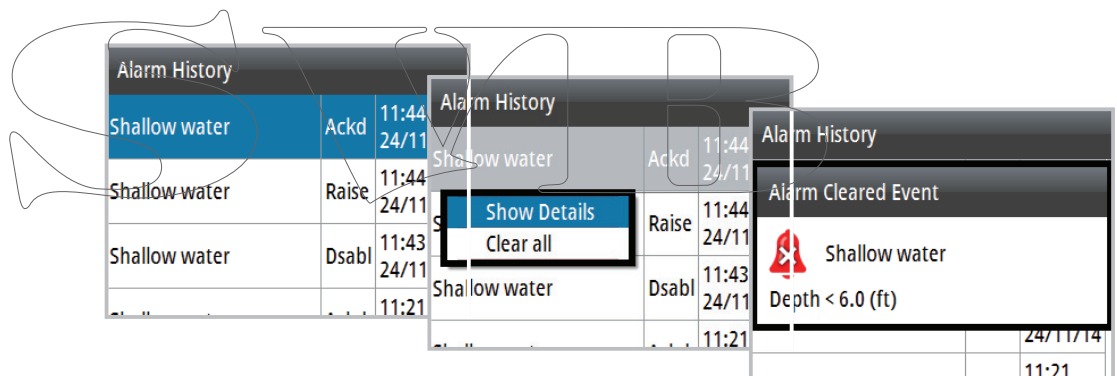 Alarm History
Shallow water Ackd 11:44
24/11
Shallow water Raise 11:44
24/11
Shallow water Dsabl 11:43
24/11
11:21
Alarm History
Shallow water Ackd 11:44
24/11
Show Details
Clear all
Raise 11:44
24/11
Shallow water Dsabl 11:43
24/11
11:21
Alarm History
Alarm Cleared Event
Shallow water
Depth < 6.0 (ft)
24/11/14
11:21